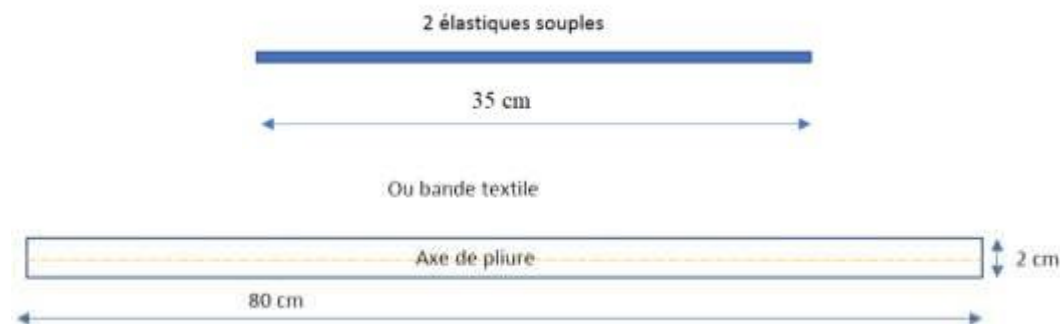 2 élastiques souples
35 cm
Ou bande textile
Axe de pliure
2 cm
80 cm